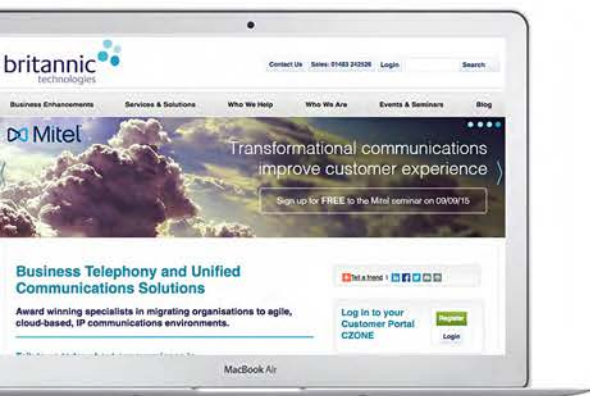 britannic
technologies
Contact Us Sales: 01483 242526 Login Search
Business Enhancements Services & Solutions Who We Help Who We Are Events & Seminars Blog
Mitel
Transformational communications
improve customer experience
Sign up for FREE to the Mitel seminar on 09/09/15
Business Telephony and Unified
Communications Solutions
Tell a friend
Award winning specialists in migrating organisations to agile,
cloud-based, IP communications environments.
Log in to your
Customer Portal
CZONE
Register
Login
MacBook Air